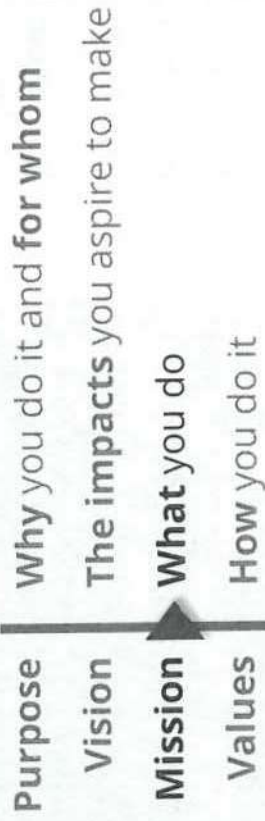 Purpose Why you do it and for whom
Vision The impacts you aspire to make
Mission What you do
Values How you do it